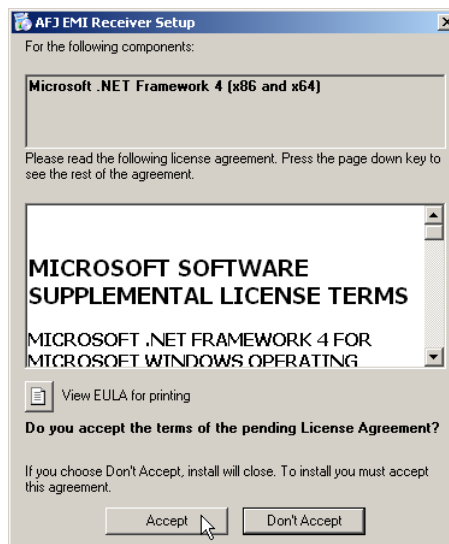 AFJ EMI Receiver Setup
For the following components:
Microsoft .NET Framework 4 (x86 and x64)
Please read the following license agreement. Press the page down key to
see the rest of the agreement.
MICROSOFT SOFTWARE
SUPPLEMENTAL LICENSE TERMS
MICROSOFT .NET FRAMEWORK 4 FOR
MICROSOFT WINDOWS OPERATING
View EULA for printing
Do you accept the terms of the pending License Agreement?
If you choose Don't Accept, install will close. To install you must accept
this agreement.
Accept
Don't Accept